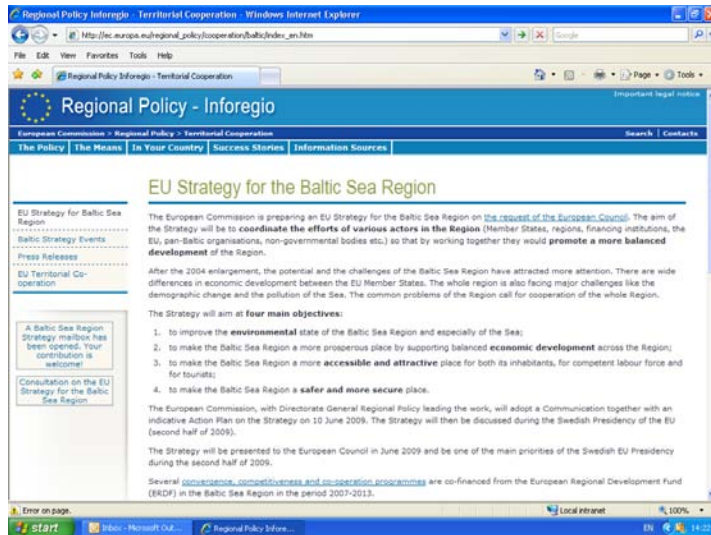 Regional Policy Inforegio - Territorial Cooperation - Windows Internet Explorer
http://ec.europa.eu/regional_policy/cooperation/baltic/index_en.htm
Google
File Edit View Favorites Tools Help
Regional Policy Inforegio - Territorial Cooperation
Page Tools
Important legal notice
Regional Policy - Inforegio
European Commission > Regional Policy > Territorial Cooperation
Search | Contacts
The Policy | The Means | In Your Country | Success Stories | Information Sources
EU Strategy for the Baltic Sea Region
EU Strategy for Baltic Sea
Region
Baltic Strategy Events
Press Releases
EU Territorial Co-
operation
A Baltic Sea Region
Strategy mailbox has
been opened. Your
contribution is
welcome!
Consultation on the EU
Strategy for the Baltic
Sea Region
The European Commission is preparing an EU Strategy for the Baltic Sea Region on the request of the European Council. The aim of
the Strategy will be to coordinate the efforts of various actors in the Region (Member States, regions, financing institutions, the
EU, pan-Baltic organisations, non-governmental bodies etc.) so that by working together they would promote a more balanced
development of the Region.
After the 2004 enlargement, the potential and the challenges of the Baltic Sea Region have attracted more attention. There are wide
differences in economic development between the EU Member States. The whole region is also facing major challenges like the
demographic change and the pollution of the Sea. The common problems of the Region call for cooperation of the whole Region.
The Strategy will aim at four main objectives:
1. to improve the environmental state of the Baltic Sea Region and especially of the Sea;
2. to make the Baltic Sea Region a more prosperous place by supporting balanced economic development across the Region;
3. to make the Baltic Sea Region a more accessible and attractive place for both its inhabitants, for competent labour force and
for tourists;
4. to make the Baltic Sea Region a safer and more secure place.
The European Commission, with Directorate General Regional Policy leading the work, will adopt a Communication together with an
indicative Action Plan on the Strategy on 10 June 2009. The Strategy will then be discussed during the Swedish Presidency of the EU
(second half of 2009).
The Strategy will be presented to the European Council in June 2009 and be one of the main priorities of the Swedish EU Presidency
during the second half of 2009.
Several convergence, competitiveness and co-operation programmes are co-financed from the European Regional Development Fund
(ERDF) in the Baltic Sea Region in the period 2007-2013.
Error on page.
Local intranet
100%
start
Inbox - Microsoft Out...
Regional Policy Infore...
EN
14:22